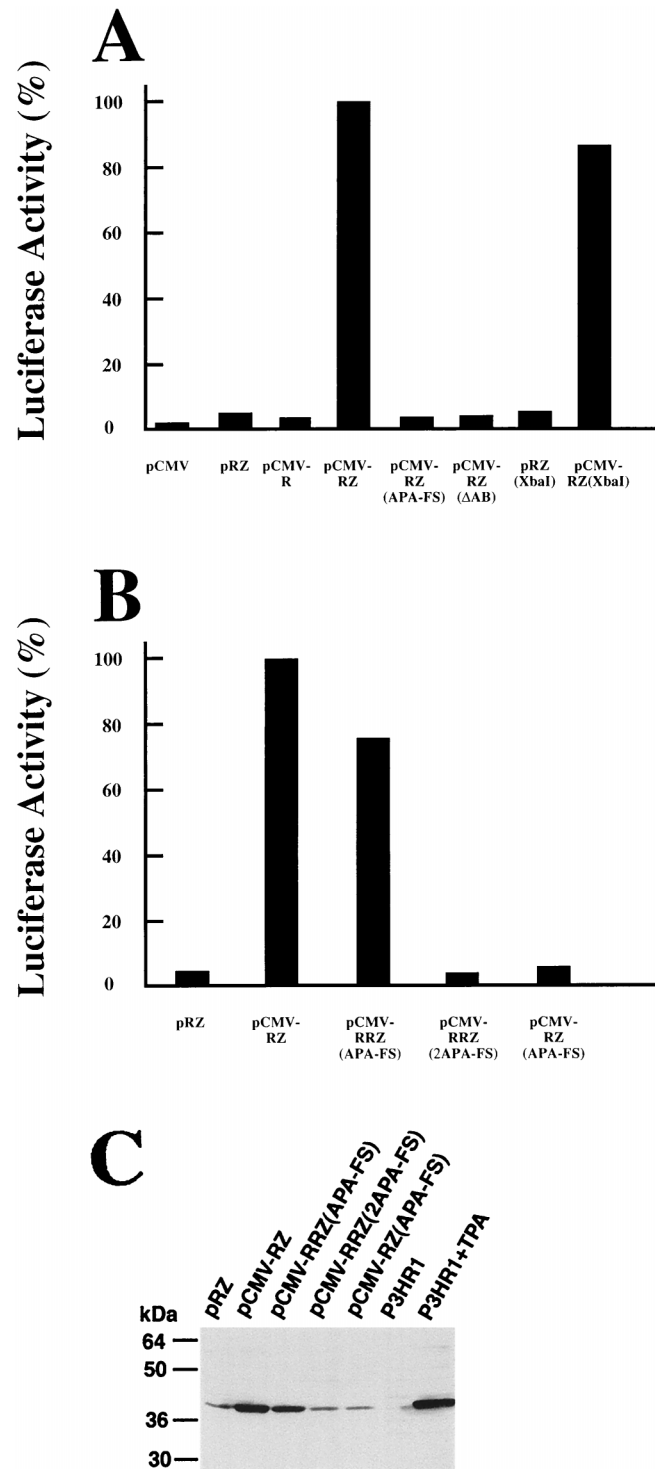 A
Luciferase Activity (%)
100
80
60
40
20
0
pCMV
pRZ
pCMV-
R
pCMV-
RZ
pCMV-
RZ
(APA-FS)
pCMV-
RZ
(ΔAB)
pRZ
(XbaI)
pCMV-
RZ(XbaI)
B
Luciferase Activity (%)
100
80
60
40
20
0
pRZ
pCMV-
RZ
pCMV-
RRZ
(APA-FS)
pCMV-
RRZ
(2APA-FS)
pCMV-
RZ
(APA-FS)
C
pRZ
pCMV-RZ
pCMV-RRZ(APA-FS)
pCMV-RRZ(2APA-FS)
pCMV-RZ(APA-FS)
P3HR1
P3HR1+TPA
kDa
64
50
36
30